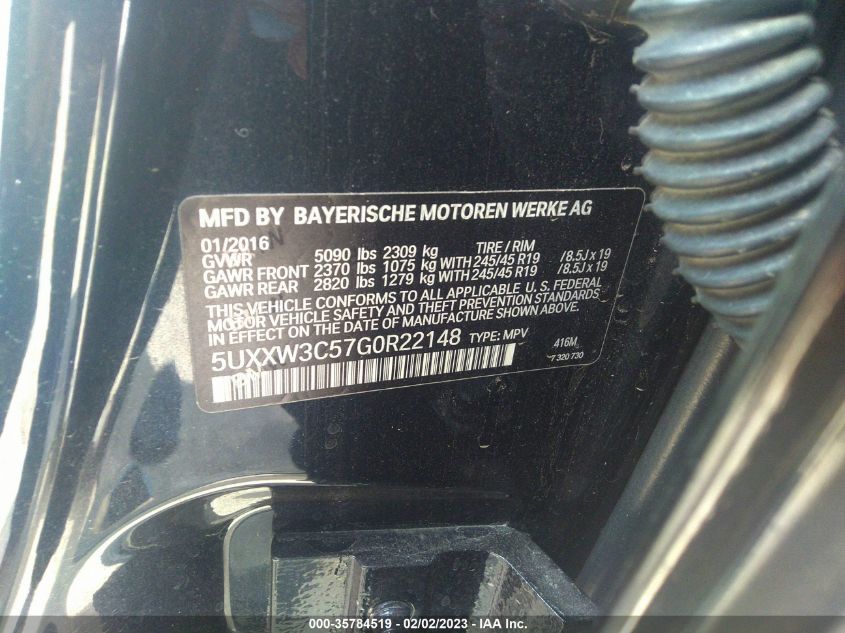 MFD BY BAYERISCHE MOTOREN WERKE AG
01/2016 TIRE / RIM
GVWR 5090 lbs 2309 kg
GAWR FRONT 2370 lbs 1075 kg WITH 245/45 R19 /8.5J x 19
GAWR REAR 2820 lbs 1279 kg WITH 245/45 R19 /8.5J x 19
THIS VEHICLE CONFORMS TO ALL APPLICABLE U. S. FEDERAL
MOTOR VEHICLE SAFETY AND THEFT PREVENTION STANDARDS
IN EFFECT ON THE DATE OF MANUFACTURE SHOWN ABOVE.
5UXXW3C57G0R22148 TYPE: MPV 416M
7 320 730
000-35784519 - 02/02/2023 - IAA Inc.